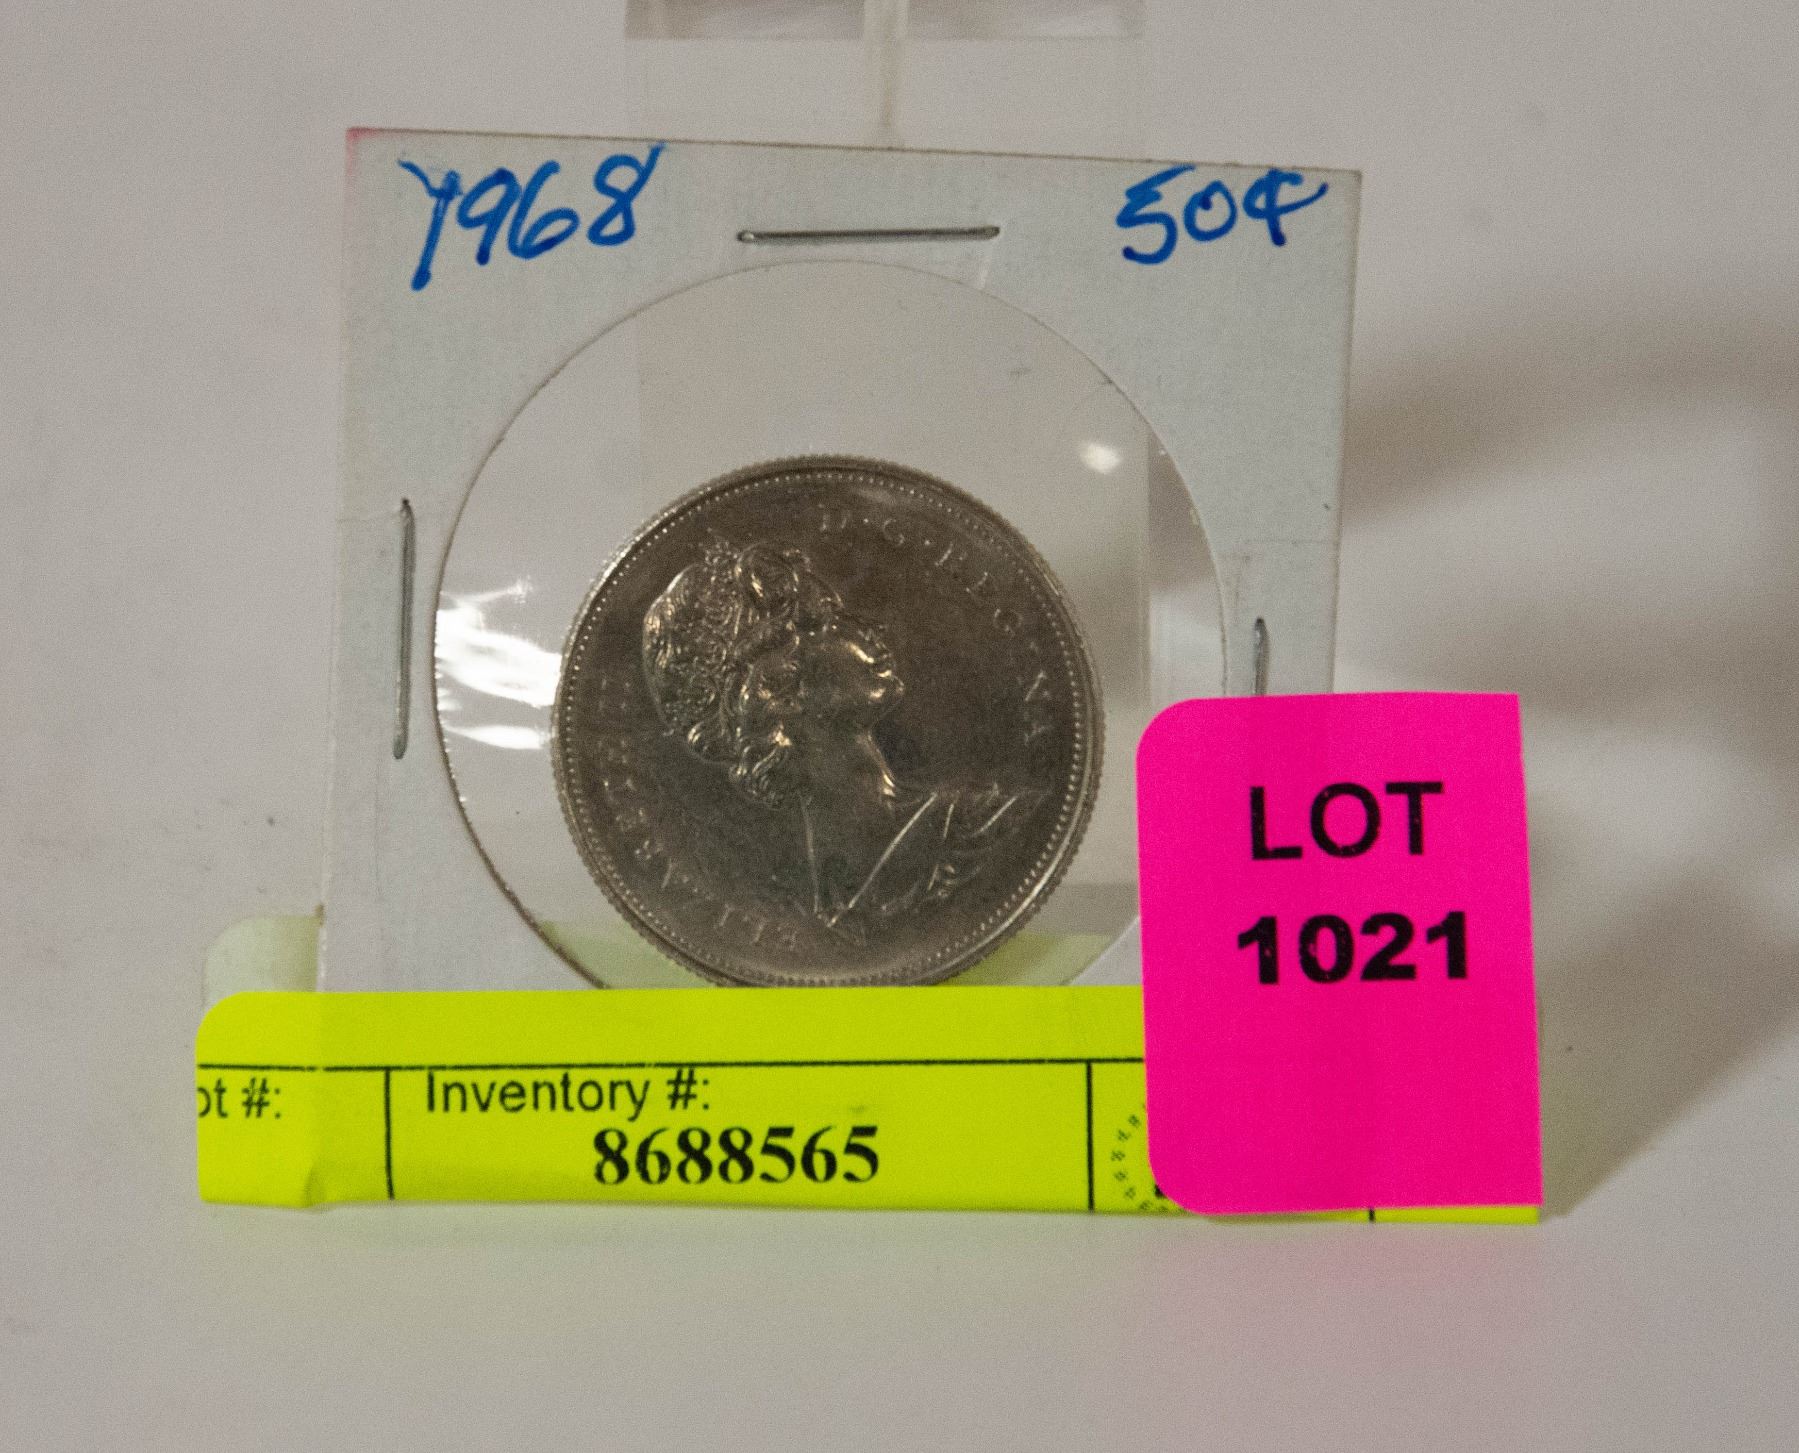 1968 50¢
D·G·REGINA
ELIZABETH II
LOT
1021
ot #:
Inventory #:
8688565